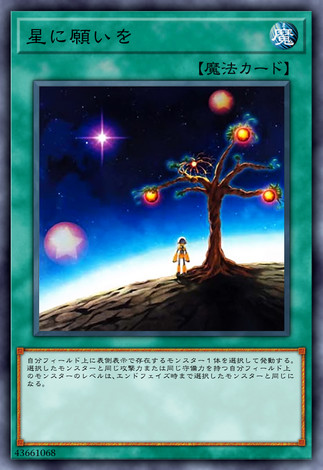 星に願いを
魔
【魔法カード】
自分フィールド上に表側表示で存在するモンスター1体を選択して発動する。
選択したモンスターと同じ攻撃力または同じ守備力を持つ自分フィールド上
のモンスターのレベルは、エンドフェイズ時まで選択したモンスターと同じに
なる。
43661068